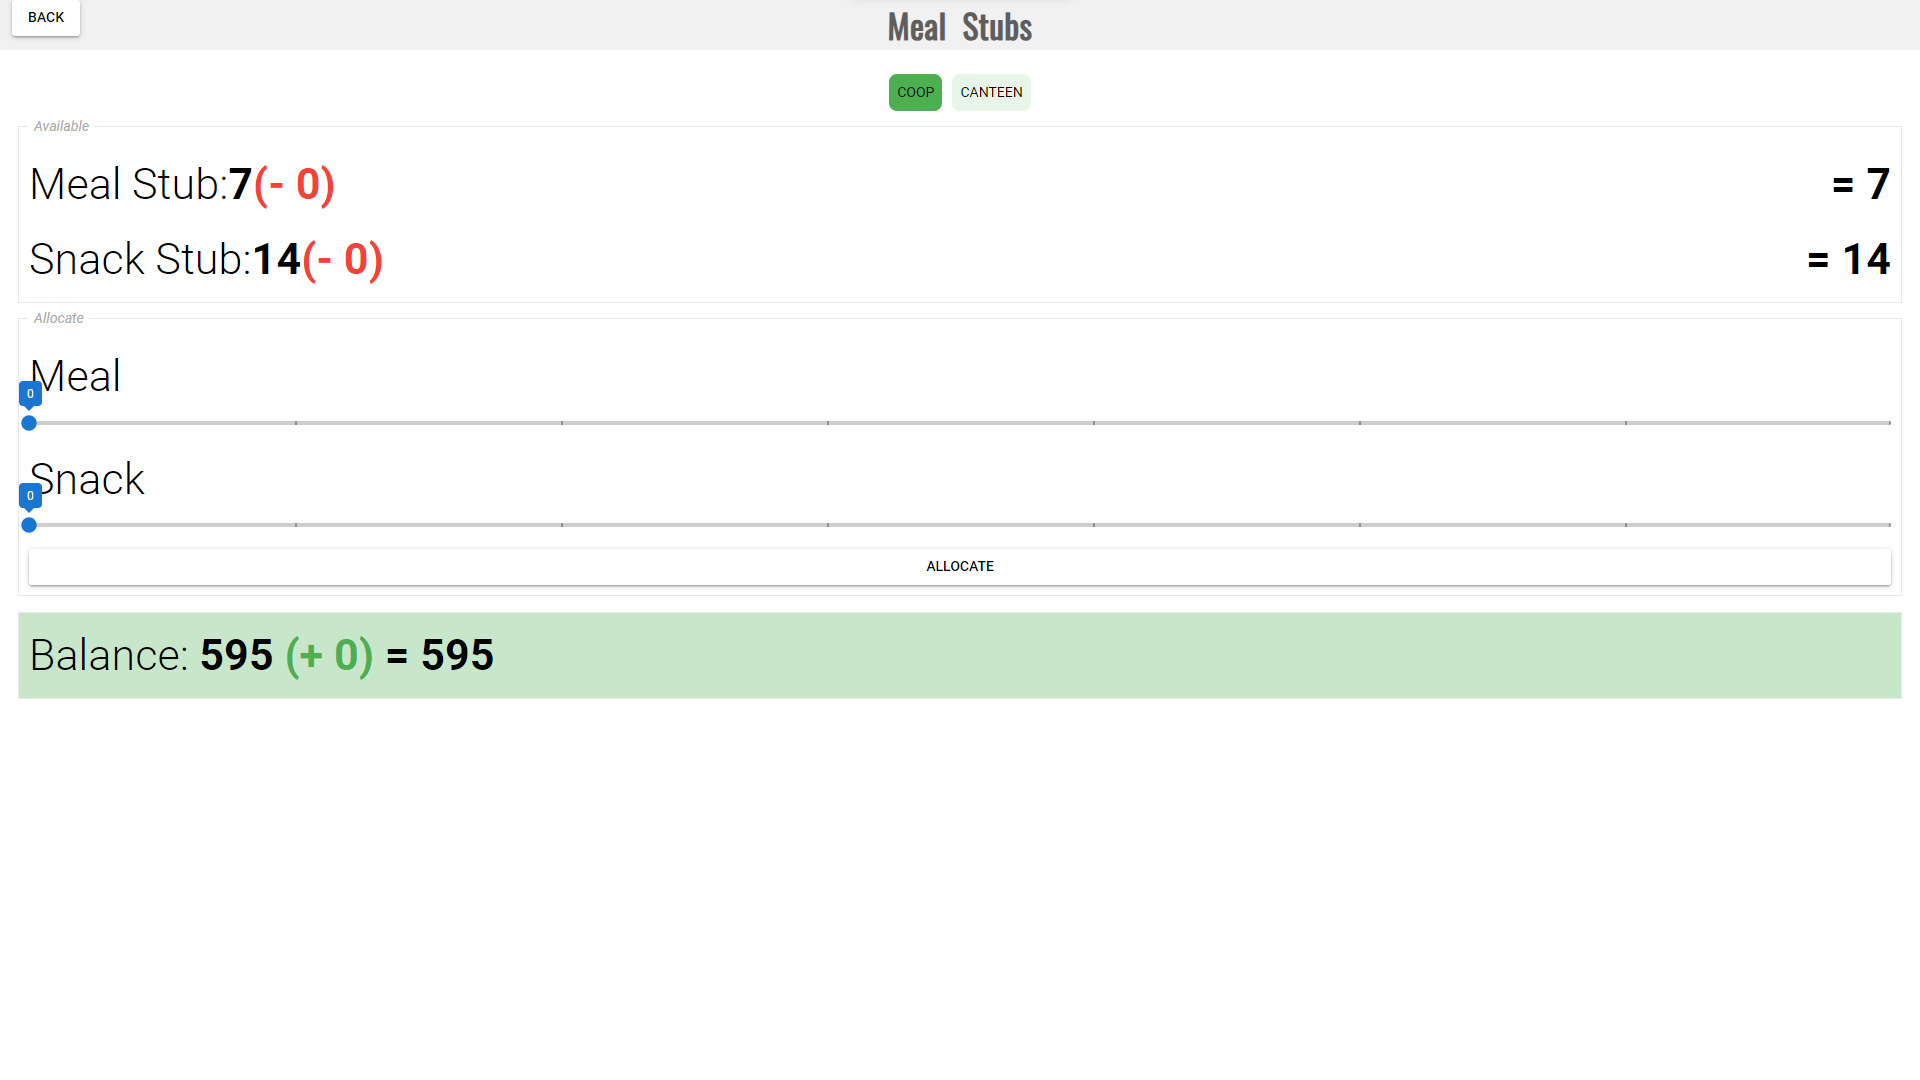 BACK
Meal Stubs
COOP CANTEEN
Available
Meal Stub:7(- 0) = 7
Snack Stub:14(- 0) = 14
Allocate
Meal
0
Snack
0
ALLOCATE
Balance: 595 (+ 0) = 595